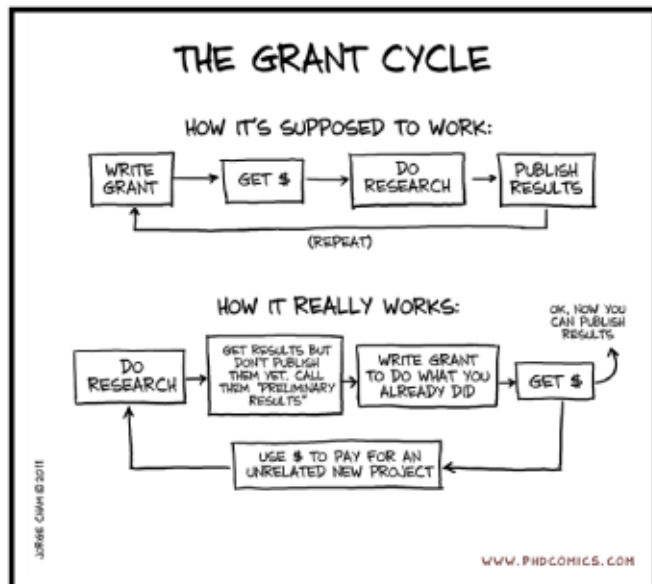 THE GRANT CYCLE
HOW IT'S SUPPOSED TO WORK:
WRITE
GRANT
GET $
DO
RESEARCH
PUBLISH
RESULTS
(REPEAT)
HOW IT REALLY WORKS:
OK, NOW YOU
CAN PUBLISH
RESULTS
DO
RESEARCH
GET RESULTS BUT
DON'T PUBLISH
THEM YET. CALL
THEM "PRELIMINARY
RESULTS"
WRITE GRANT
TO DO WHAT YOU
ALREADY DID
GET $
USE $ TO PAY FOR AN
UNRELATED NEW PROJECT
JORGE CHAM © 2011
WWW.PHDCOMICS.COM